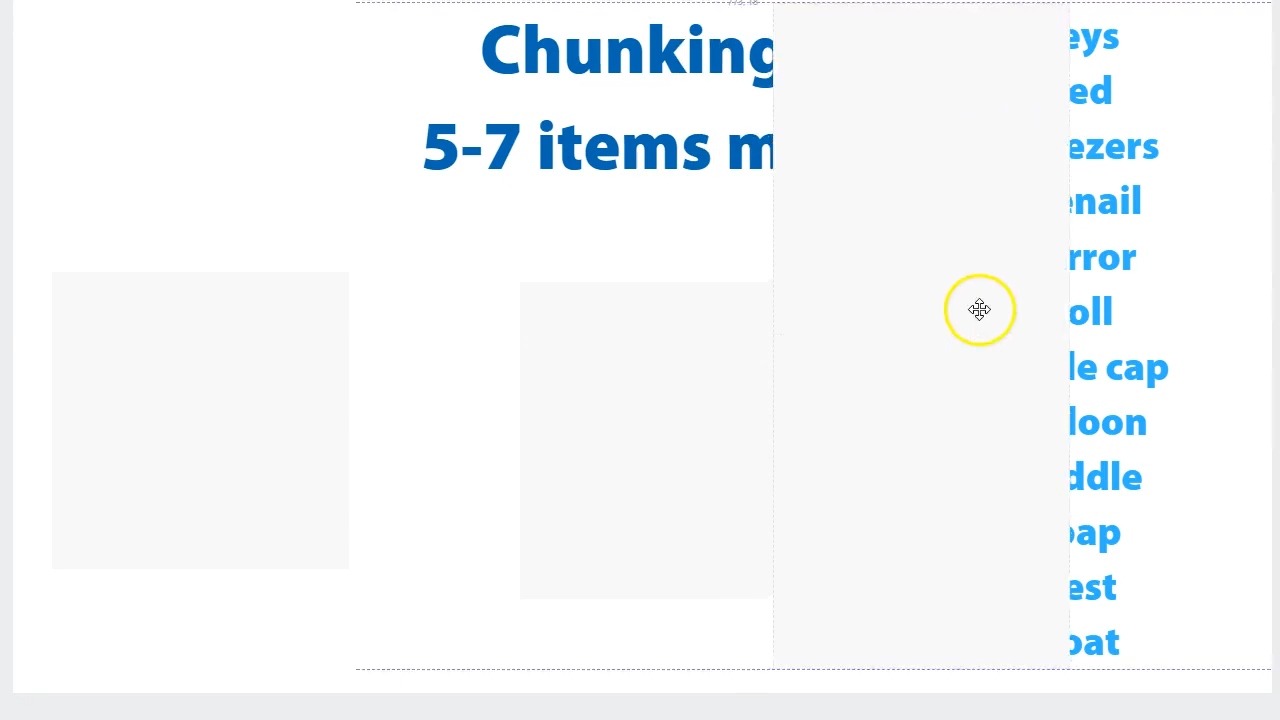 Chunking
5-7 items m
eys
ed
ezers
enail
rror
oll
le cap
loon
ddle
oap
est
oat